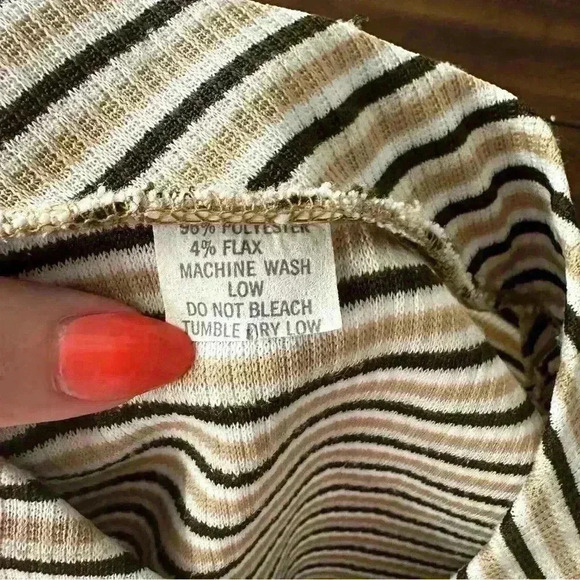 96% POLYESTER
4% FLAX
MACHINE WASH
LOW
DO NOT BLEACH
TUMBLE DRY LOW